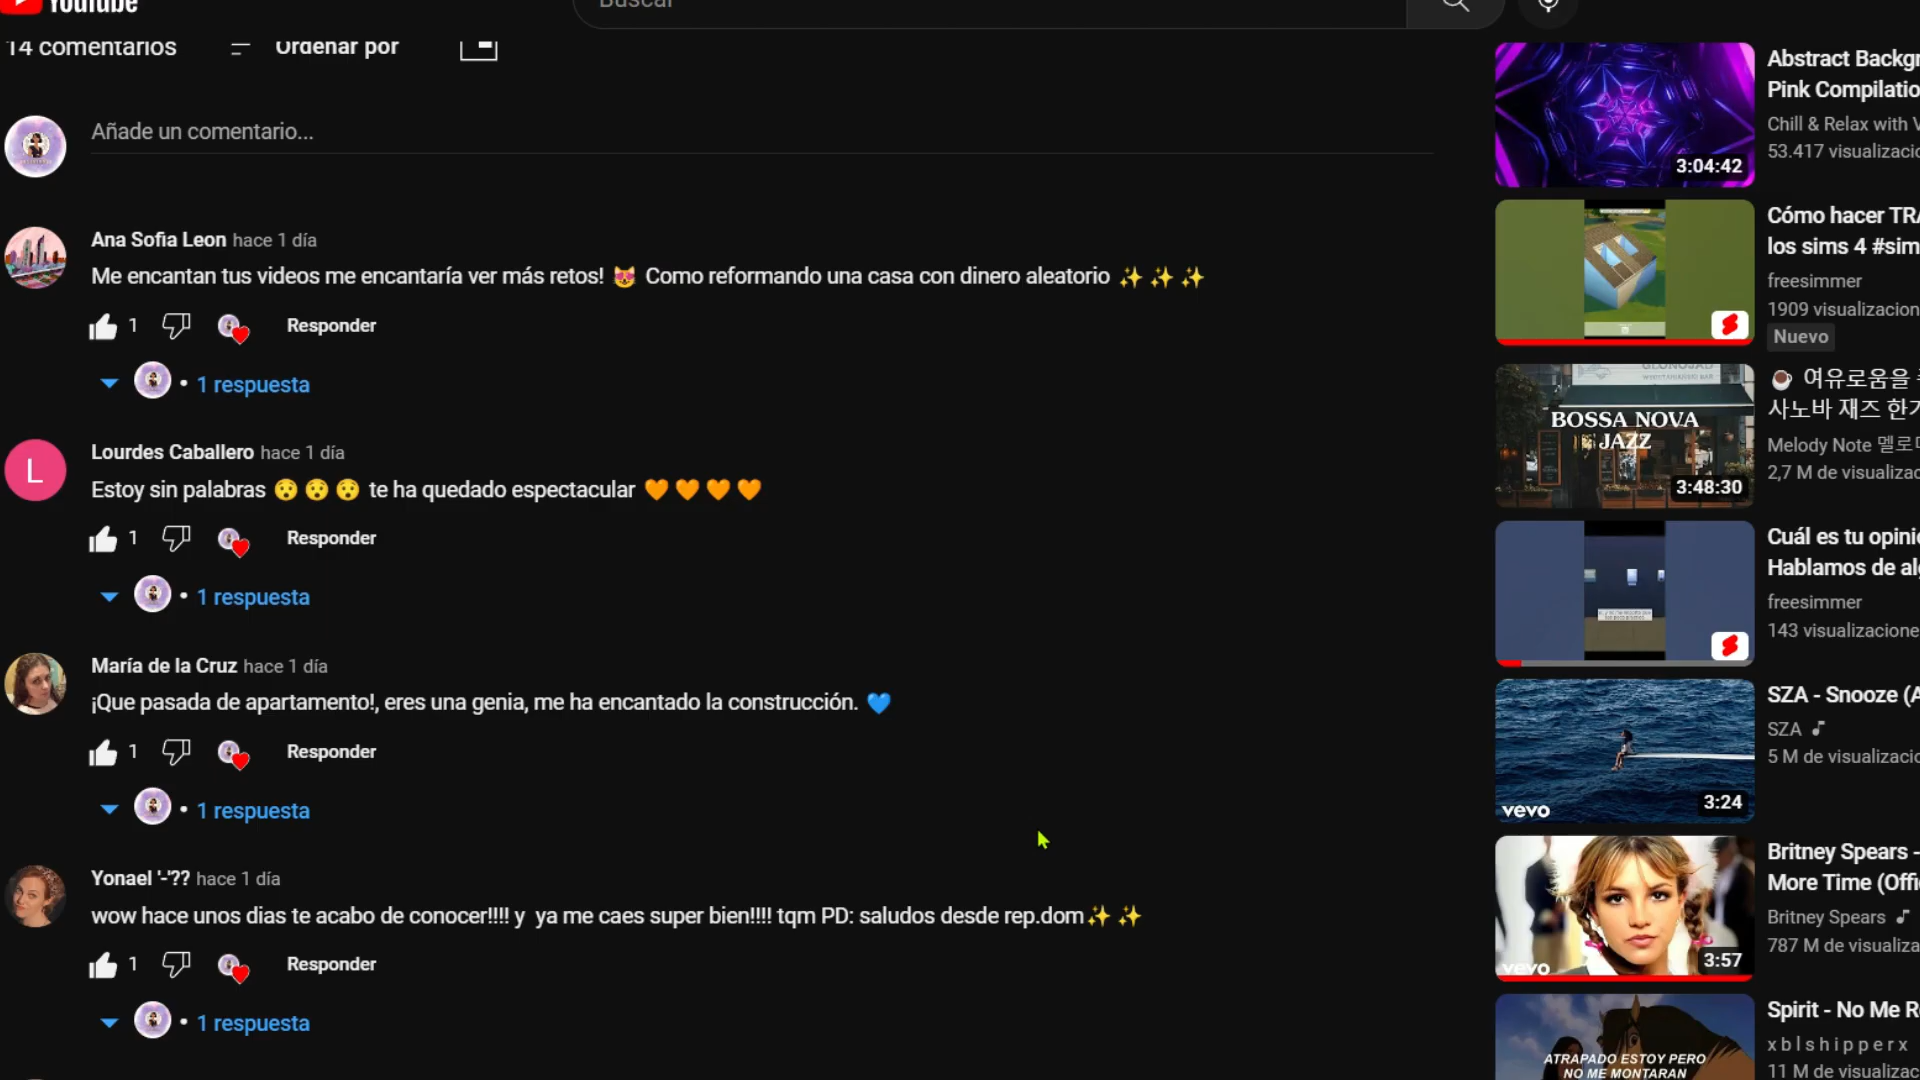 YouTube
Buscar
14 comentarios
Ordenar por
Añade un comentario...
Ana Sofia Leon hace 1 día
Me encantan tus videos me encantaría ver más retos! 😻 Como reformando una casa con dinero aleatorio ✨ ✨ ✨
1 Responder
• 1 respuesta
Lourdes Caballero hace 1 día
L
Estoy sin palabras 😯 😯 😯 te ha quedado espectacular 🧡 🧡 🧡 🧡
1 Responder
• 1 respuesta
María de la Cruz hace 1 día
¡Que pasada de apartamento!, eres una genia, me ha encantado la construcción. 💙
1 Responder
• 1 respuesta
Yonael '-'?? hace 1 día
wow hace unos dias te acabo de conocer!!!! y ya me caes super bien!!!! tqm PD: saludos desde rep.dom✨ ✨
1 Responder
• 1 respuesta
3:04:42
Abstract Backgr
Pink Compilatio
Chill & Relax with V
53.417 visualizacio
Cómo hacer TRA
los sims 4 #sim
freesimmer
1909 visualizacion
Nuevo
BOSSA NOVA
JAZZ
3:48:30
☕ 여유로움을
사노바 재즈 한
Melody Note 멜로
2,7 M de visualizac
Cuál es tu opinio
Hablamos de alg
freesimmer
143 visualizacione
vevo
3:24
SZA - Snooze (A
SZA
5 M de visualizacio
vevo
3:57
Britney Spears -
More Time (Offi
Britney Spears
787 M de visualiza
ATRAPADO ESTOY PERO
NO ME MONTARAN
Spirit - No Me R
x b l s h i p p e r x
11 M de visualizac